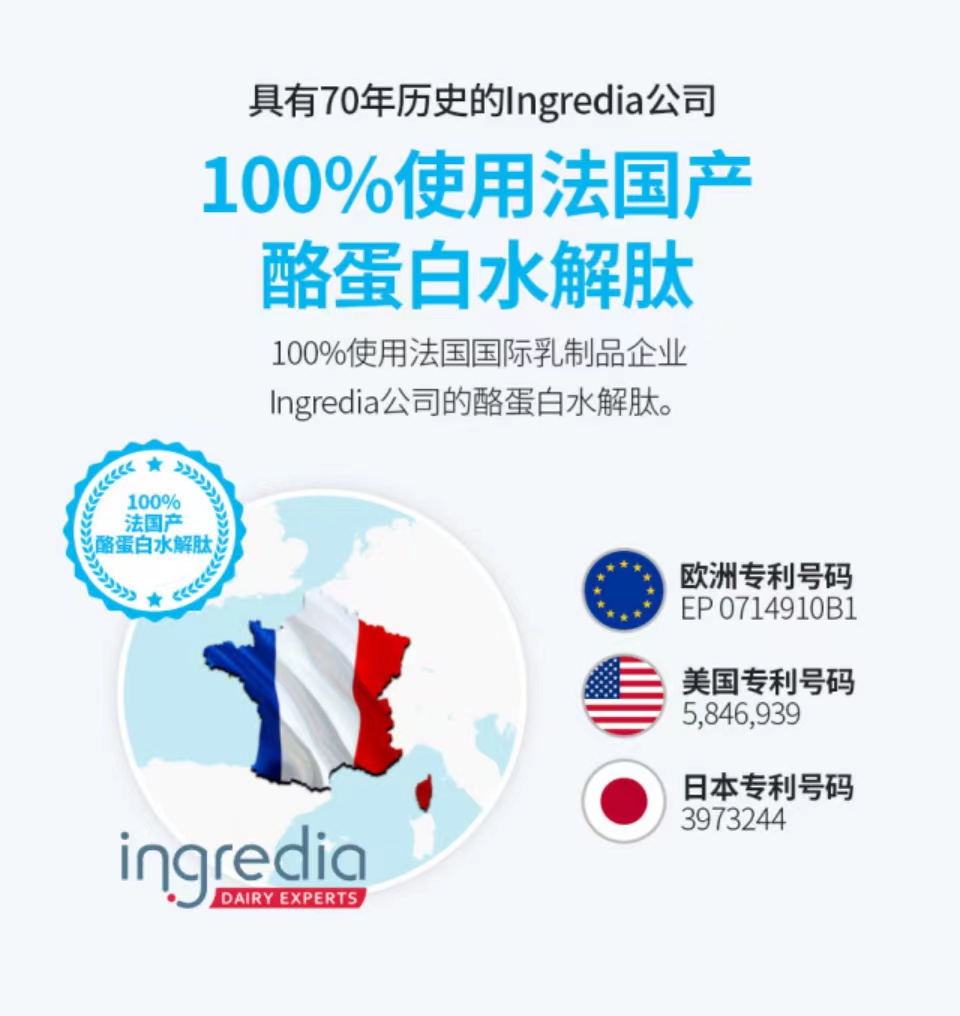 具有70年历史的Ingredia公司
100%使用法国产
酪蛋白水解肽
100%使用法国国际乳制品企业
Ingredia公司的酪蛋白水解肽。
100%
法国产
酪蛋白水解肽
欧洲专利号码
EP 0714910B1
美国专利号码
5,846,939
日本专利号码
3973244
ingredia
DAIRY EXPERTS